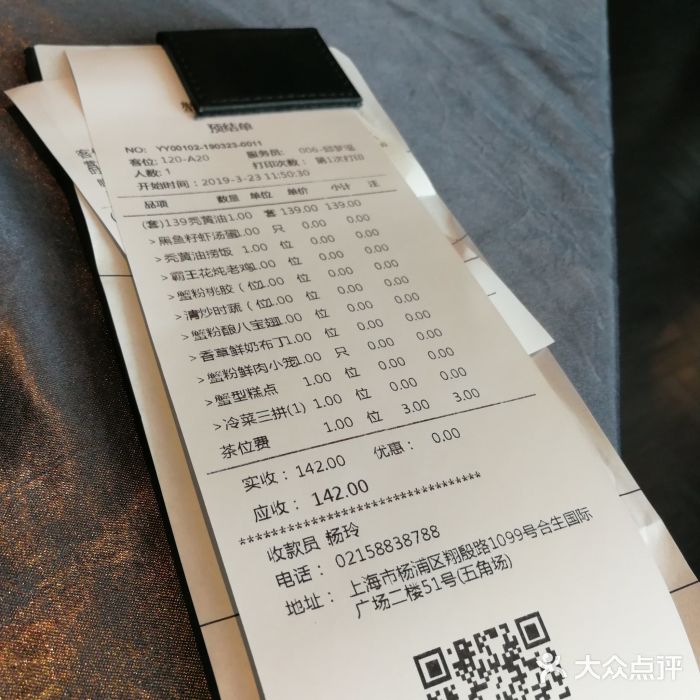 预结单
NO: YY00102-190323-0011 服务员: 006-
客位: 120-A20 打印次数: 第1次打印
人数: 1
开始时间: 2019-3-23 11:50:30
品项 数量 单位 单价 小计 注
(套)139秃黄油1.00 套 139.00 139.00
>黑鱼籽虾汤圆1.00 只 0.00 0.00
>秃黄油捞饭 1.00 位 0.00 0.00
>霸王花炖老鸡1.00 位 0.00 0.00
>蟹粉桃胶（位1.00 位 0.00 0.00
>清炒时蔬（位1.00 位 0.00 0.00
>蟹粉酿八宝翅1.00 位 0.00 0.00
>香草鲜奶布丁1.00 位 0.00 0.00
>蟹粉鲜肉小笼1.00 只 0.00 0.00
>蟹型糕点 1.00 位 0.00 0.00
>冷菜三拼(1) 1.00 位 0.00 0.00
茶位费 1.00 位 3.00 3.00
实收: 142.00 优惠: 0.00
应收: 142.00
********************************
收款员 杨玲
电话: 02158838788
地址: 上海市杨浦区翔殷路1099号合生国际
广场二楼51号(五角场)
大众点评